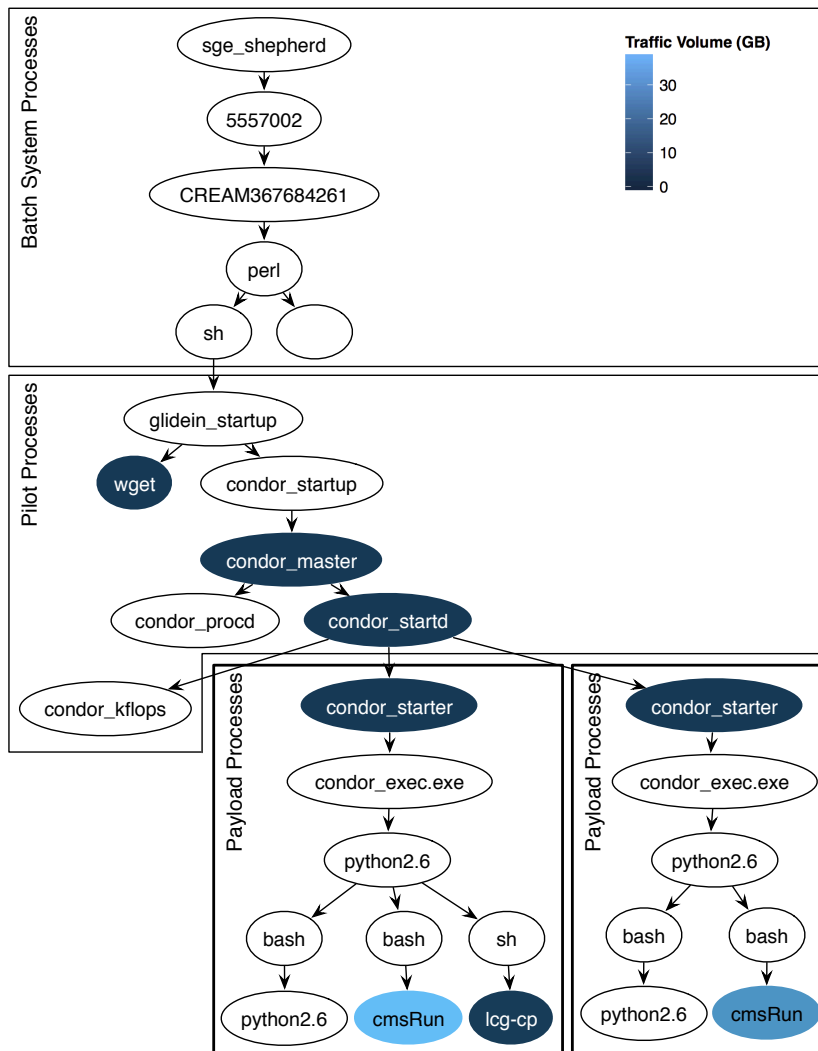 Batch System Processes
sge_shepherd
5557002
CREAM367684261
perl
sh
Traffic Volume (GB)
30
20
10
0
Pilot Processes
glidein_startup
wget
condor_startup
condor_master
condor_procd
condor_startd
condor_kflops
Payload Processes
condor_starter
condor_exec.exe
python2.6
bash
bash
sh
python2.6
cmsRun
lcg-cp
Payload Processes
condor_starter
condor_exec.exe
python2.6
bash
bash
python2.6
cmsRun